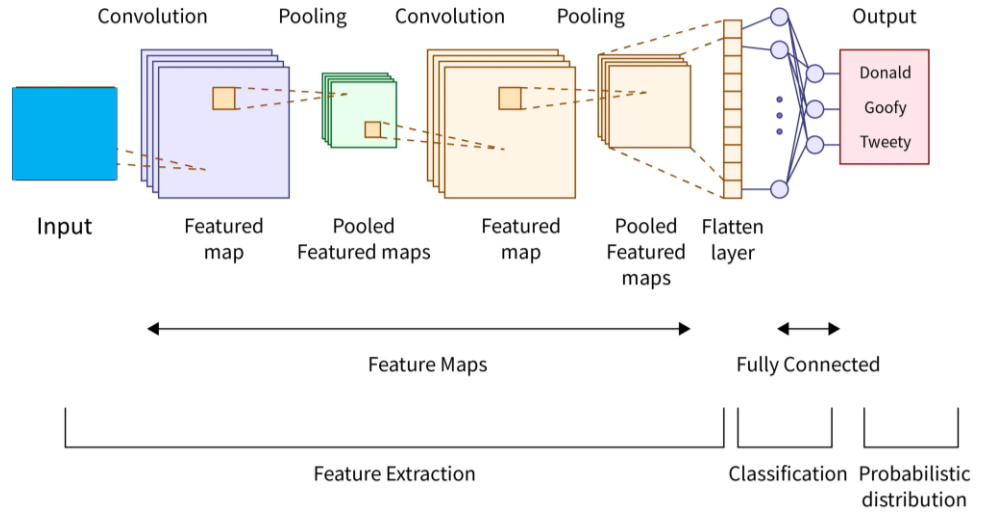 Convolution
Pooling
Convolution
Pooling
Output
Donald
Goofy
Tweety
Input
Featured
map
Pooled
Featured maps
Featured
map
Pooled
Featured
maps
Flatten
layer
Feature Maps
Fully Connected
Feature Extraction
Classification
Probabilistic
distribution